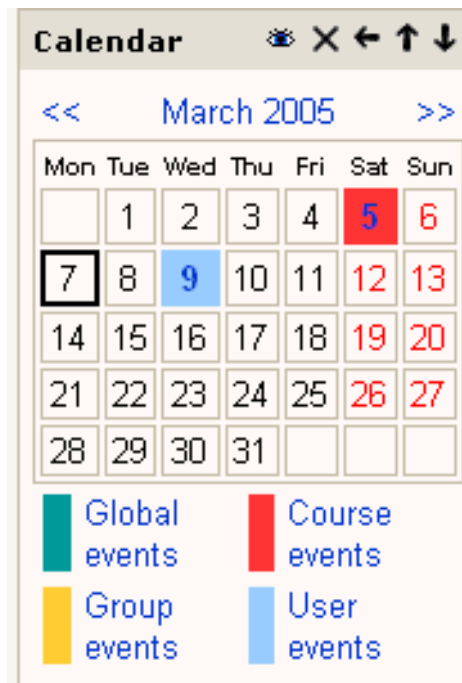 Calendar
<< March 2005 >>
Mon Tue Wed Thu Fri Sat Sun
1 2 3 4 5 6
7 8 9 10 11 12 13
14 15 16 17 18 19 20
21 22 23 24 25 26 27
28 29 30 31
Global events Course events
Group events User events